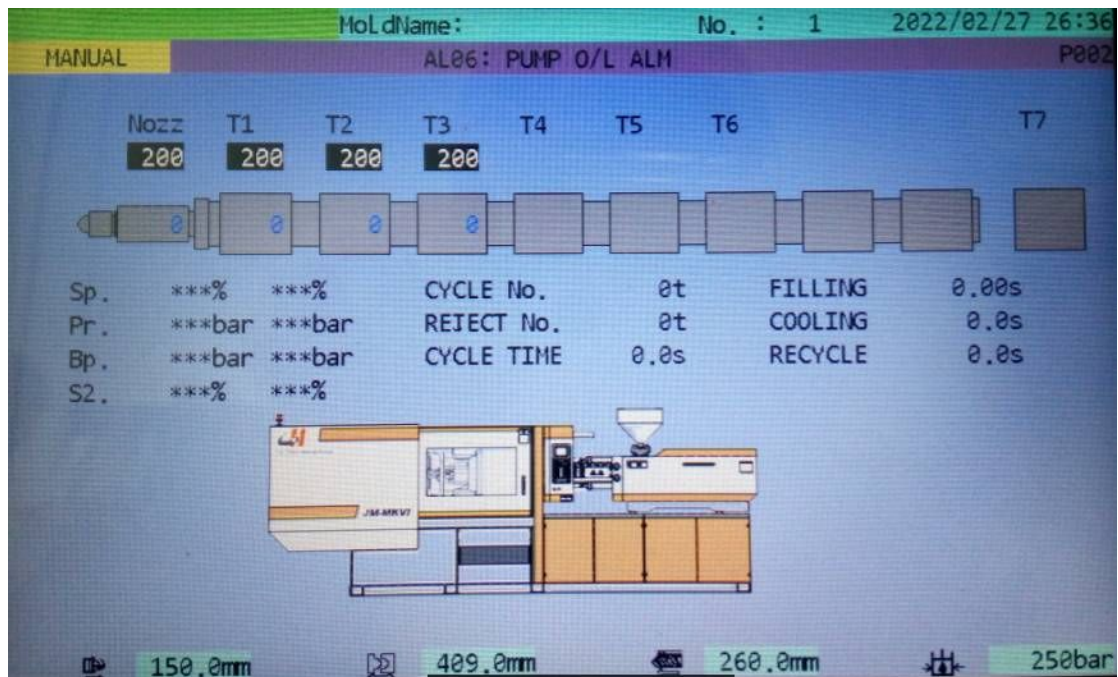 MoldName: No. : 1 2022/02/27 26:36
MANUAL AL06: PUMP O/L ALM P002
Nozz T1 T2 T3 T4 T5 T6 T7
200 200 200 200
0 0 0 0
Sp. ***% ***% CYCLE No. 0t FILLING 0.00s
Pr. ***bar ***bar REJECT No. 0t COOLING 0.0s
Bp. ***bar ***bar CYCLE TIME 0.0s RECYCLE 0.0s
S2. ***% ***%
JM-MKVI
150.0mm 409.0mm 260.0mm 250bar